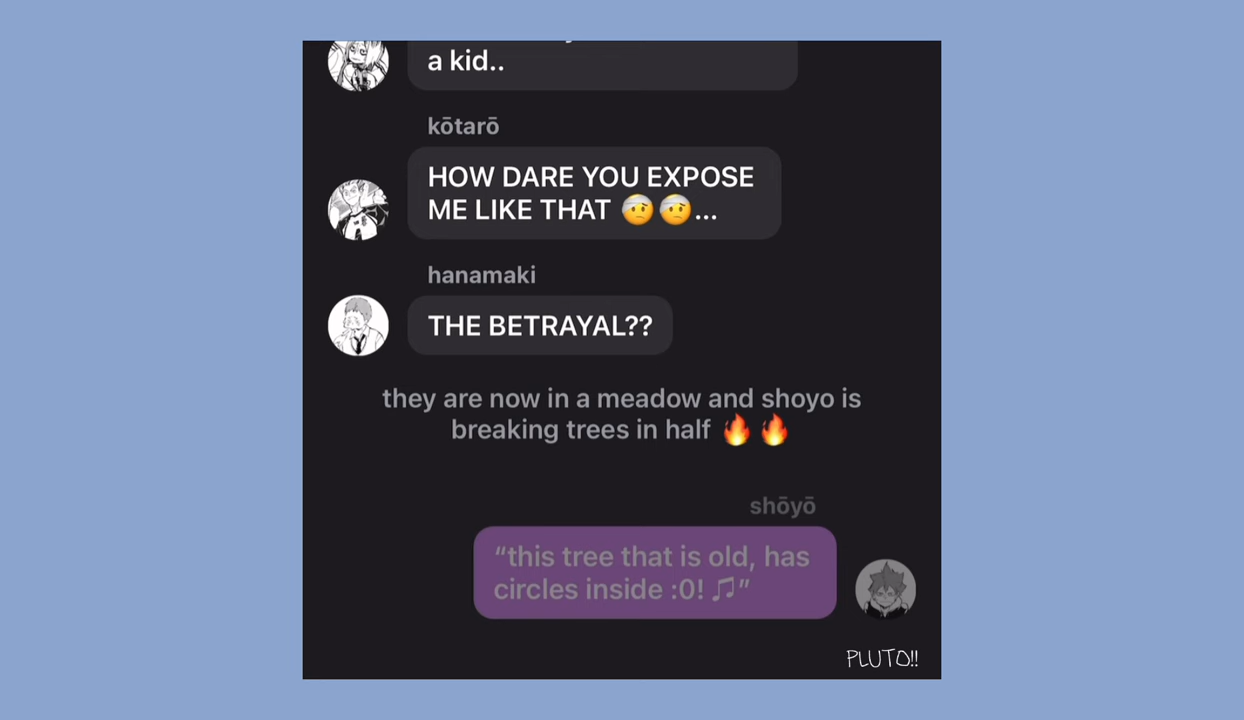 a kid..
kōtarō
HOW DARE YOU EXPOSE
ME LIKE THAT 🤕🤕...
hanamaki
THE BETRAYAL??
they are now in a meadow and shoyo is
breaking trees in half 🔥🔥
shōyō
“this tree that is old, has
circles inside :0! 🎵”
PLUTO!!